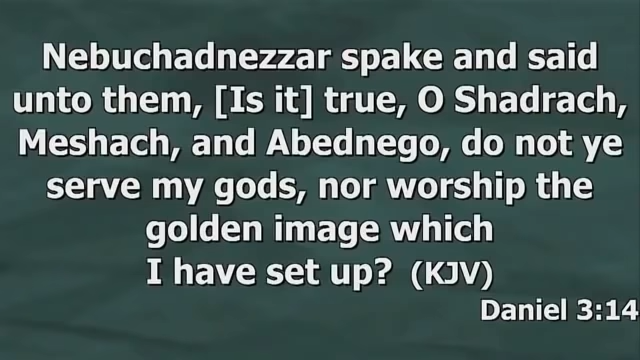 Nebuchadnezzar spake and said
unto them, [Is it] true, O Shadrach,
Meshach, and Abednego, do not ye
serve my gods, nor worship the
golden image which
I have set up? (KJV)
Daniel 3:14